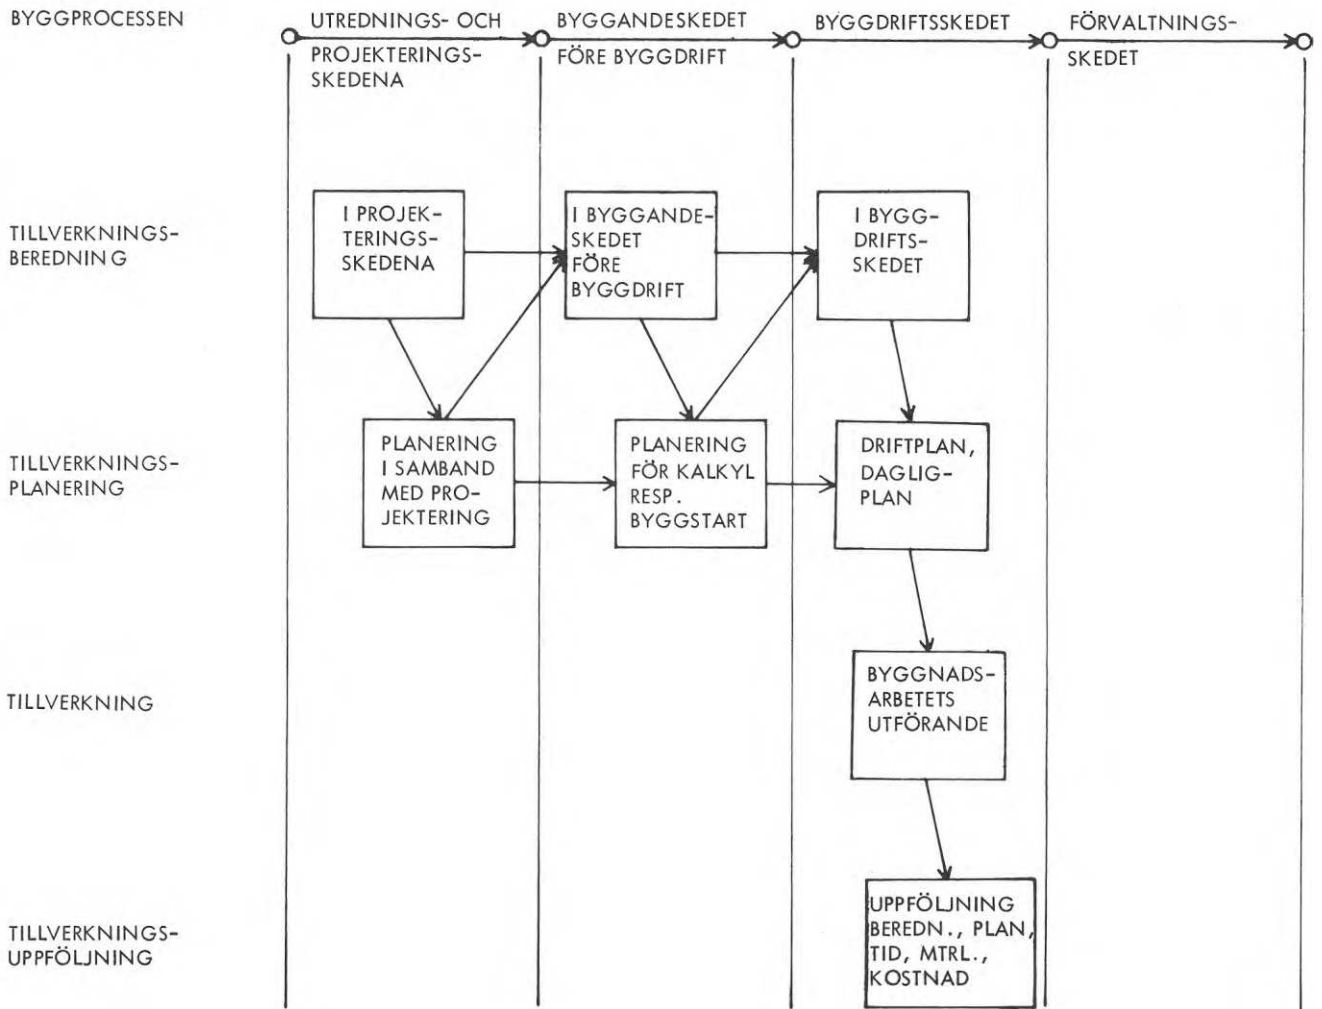 BYGGPROCESSEN
UTREDNINGS- OCH
PROJEKTERINGS-
SKEDENA
BYGGANDESKEDET
FÖRE BYGGDRIFT
BYGGDRIFTSSKEDET
FÖRVALTNINGS-
SKEDET
TILLVERKNINGS-
BEREDNING
I PROJEK-
TERINGS-
SKEDENA
I BYGGANDE-
SKEDET
FÖRE
BYGGDRIFT
I BYGG-
DRIFTS-
SKEDET
TILLVERKNINGS-
PLANERING
PLANERING
I SAMBAND
MED PRO-
JEKTERING
PLANERING
FÖR KALKYL
RESP.
BYGGSTART
DRIFTPLAN,
DAGLIG-
PLAN
TILLVERKNING
BYGGNADS-
ARBETETS
UTFÖRANDE
TILLVERKNINGS-
UPPFÖLJNING
UPPFÖLJNING
BEREDN., PLAN,
TID, MTRL.,
KOSTNAD